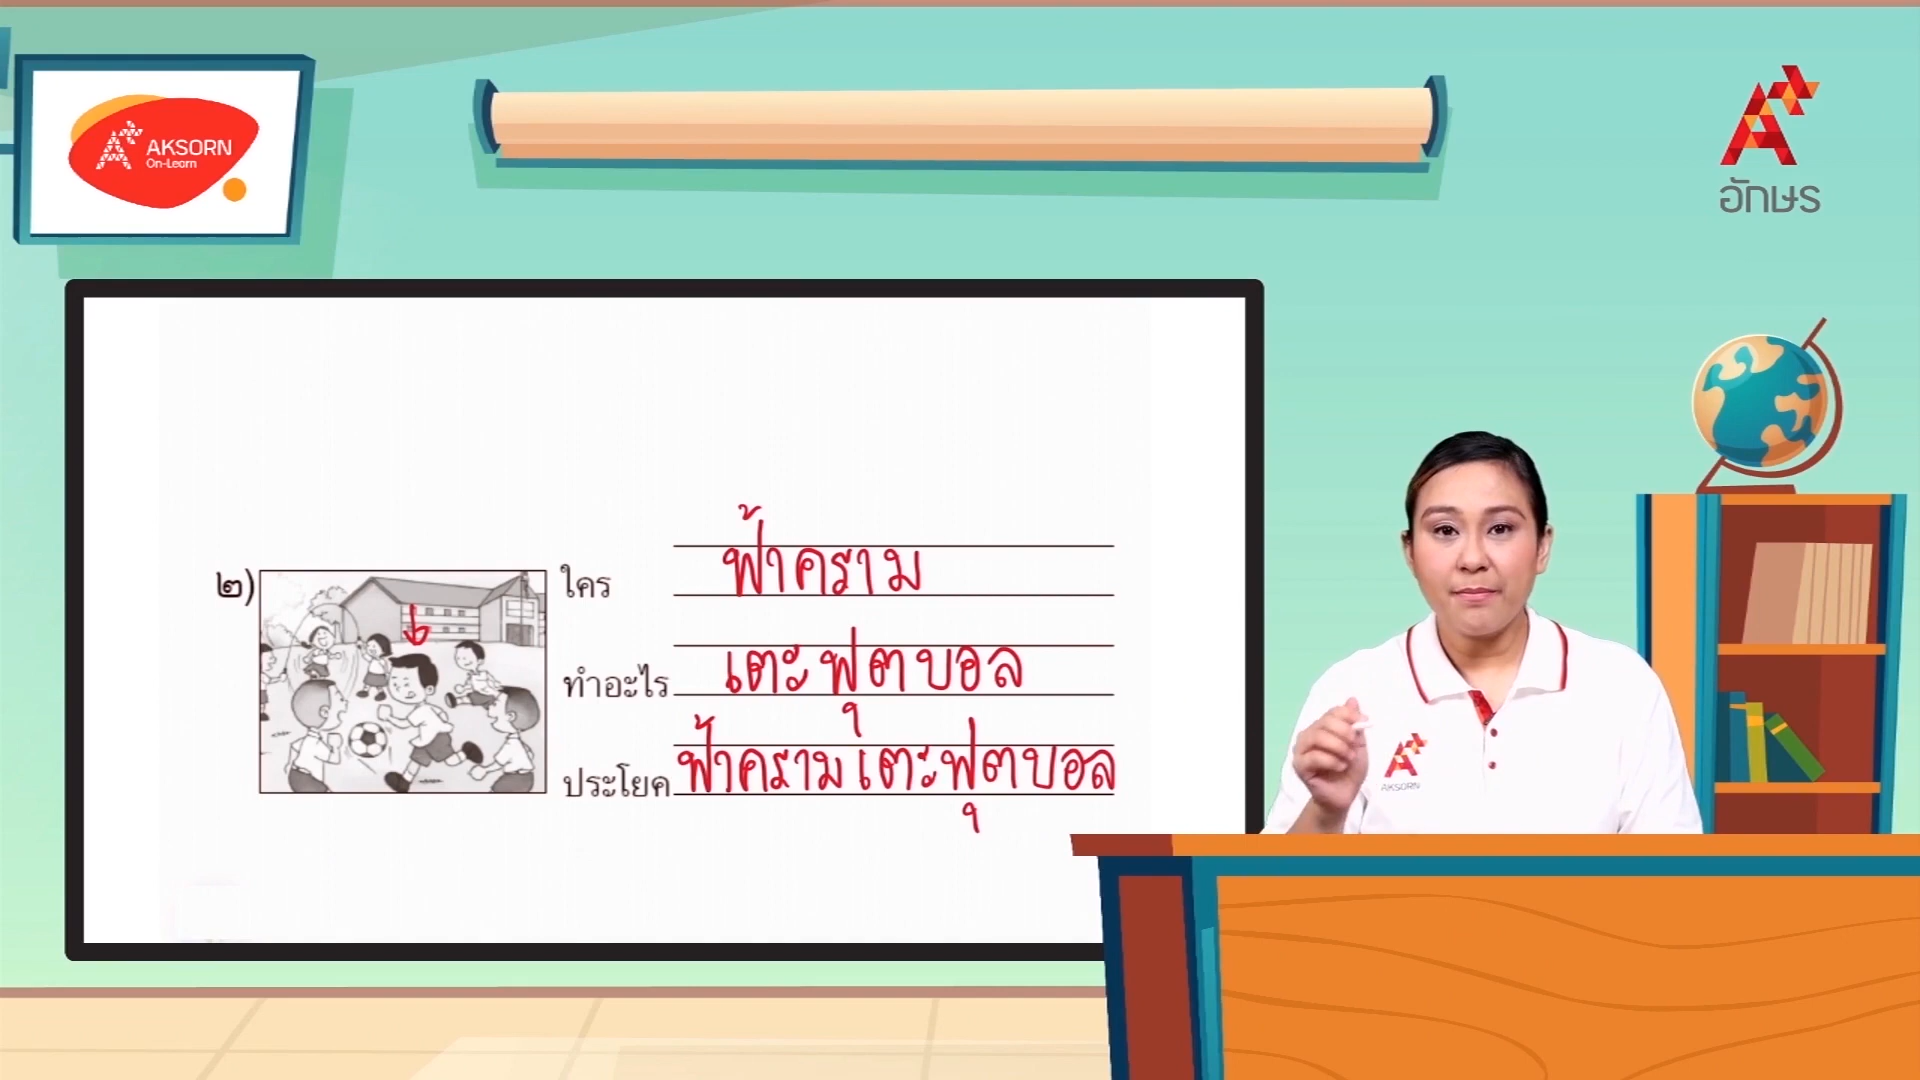 AKSORN
On-Learn
อักษร
๒)
ใคร ฟ้าคราม
ทำอะไร เตะฟุตบอล
ประโยค ฟ้าครามเตะฟุตบอล
AKSORN